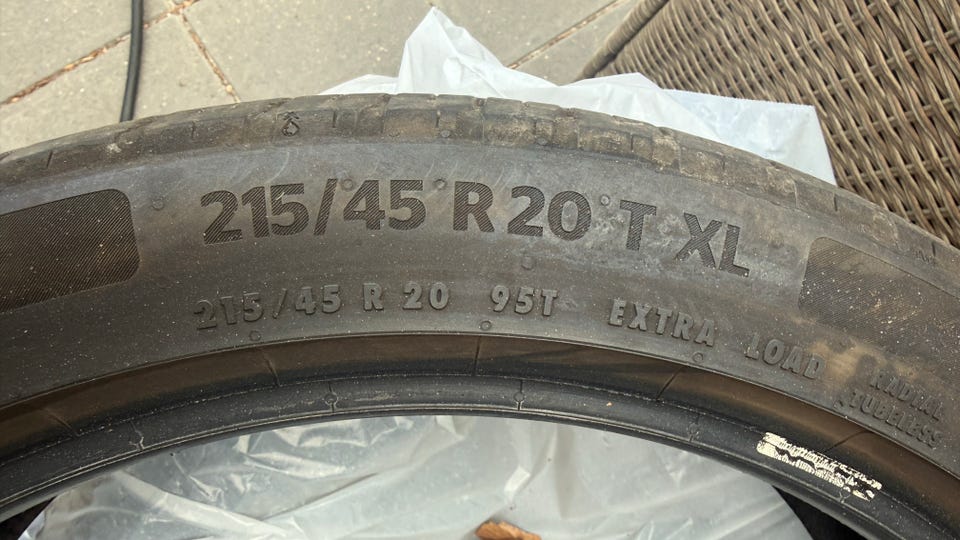 215/45 R 20 T XL
215/45 R 20 95T EXTRA LOAD
RADIAL
TUBELESS